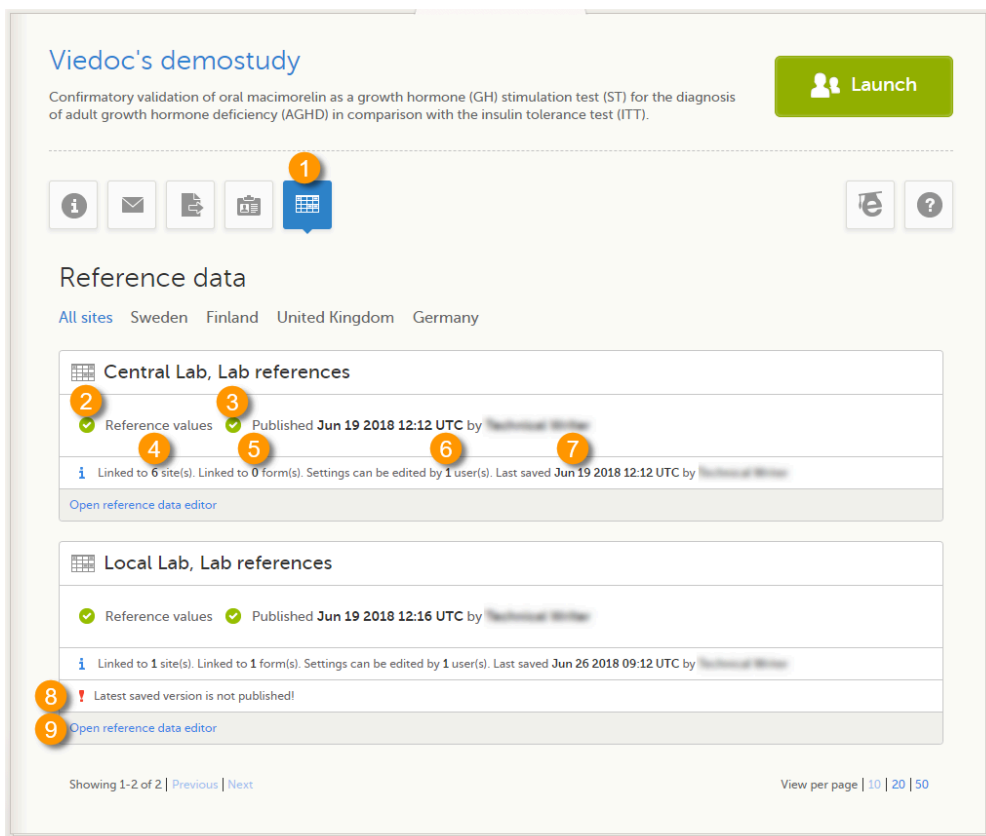 Viedoc's demostudy
Launch
Confirmatory validation of oral macimorelin as a growth hormone (GH) stimulation test (ST) for the diagnosis
of adult growth hormone deficiency (AGHD) in comparison with the insulin tolerance test (ITT).
1
Reference data
All sites Sweden Finland United Kingdom Germany
Central Lab, Lab references
2 3
Reference values Published Jun 19 2018 12:12 UTC by
4 5 6 7
Linked to 6 site(s). Linked to 0 form(s). Settings can be edited by 1 user(s). Last saved Jun 19 2018 12:12 UTC by
Open reference data editor
Local Lab, Lab references
Reference values Published Jun 19 2018 12:16 UTC by
Linked to 1 site(s). Linked to 1 form(s). Settings can be edited by 1 user(s). Last saved Jun 26 2018 09:12 UTC by
8 Latest saved version is not published!
9 Open reference data editor
Showing 1-2 of 2 | Previous | Next
View per page | 10 | 20 | 50